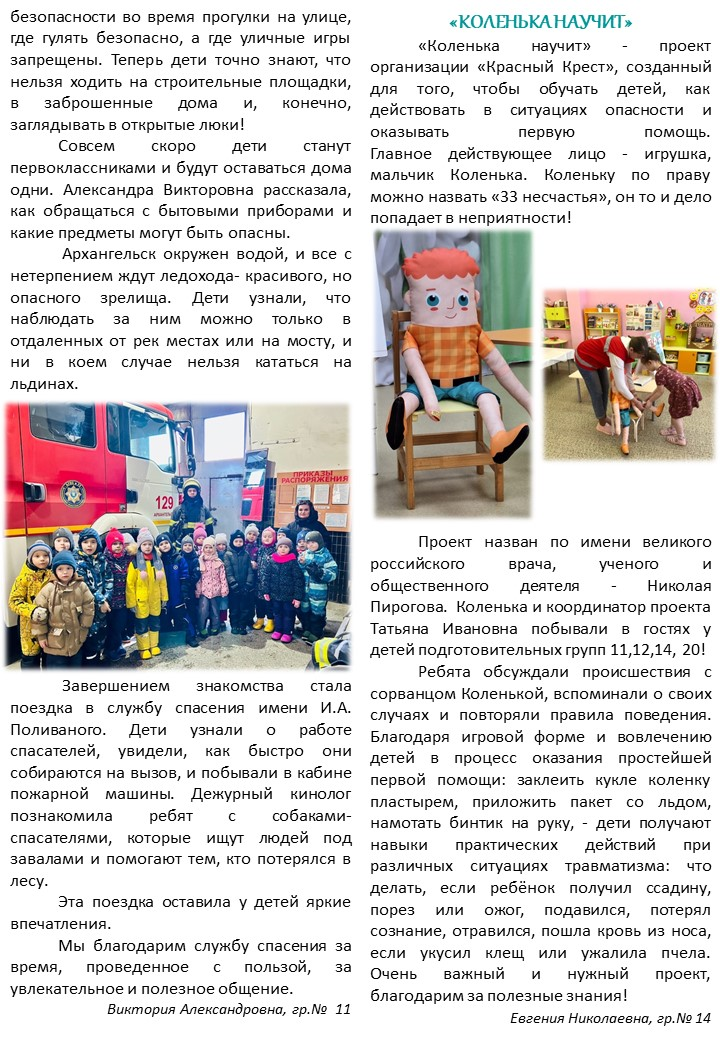 безопасности во время прогулки на улице,
где гулять безопасно, а где уличные игры
запрещены. Теперь дети точно знают, что
нельзя ходить на строительные площадки,
в заброшенные дома и, конечно,
заглядывать в открытые люки!
Совсем скоро дети станут
первоклассниками и будут оставаться дома
одни. Александра Викторовна рассказала,
как обращаться с бытовыми приборами и
какие предметы могут быть опасны.
Архангельск окружен водой, и все с
нетерпением ждут ледохода- красивого, но
опасного зрелища. Дети узнали, что
наблюдать за ним можно только в
отдаленных от рек местах или на мосту, и
ни в коем случае нельзя кататься на
льдинах.
129
ПРИКАЗЫ
РАСПОРЯЖЕНИЯ
Завершением знакомства стала
поездка в службу спасения имени И.А.
Поливаного. Дети узнали о работе
спасателей, увидели, как быстро они
собираются на вызов, и побывали в кабине
пожарной машины. Дежурный кинолог
познакомила ребят с собаками-
спасателями, которые ищут людей под
завалами и помогают тем, кто потерялся в
лесу.
Эта поездка оставила у детей яркие
впечатления.
Мы благодарим службу спасения за
время, проведенное с пользой, за
увлекательное и полезное общение.
Виктория Александровна, гр.№ 11
«КОЛЕНЬКА НАУЧИТ»
«Коленька научит» - проект
организации «Красный Крест», созданный
для того, чтобы обучать детей, как
действовать в ситуациях опасности и
оказывать первую помощь.
Главное действующее лицо - игрушка,
мальчик Коленька. Коленьку по праву
можно назвать «33 несчастья», он то и дело
попадает в неприятности!
Проект назван по имени великого
российского врача, ученого и
общественного деятеля - Николая
Пирогова. Коленька и координатор проекта
Татьяна Ивановна побывали в гостях у
детей подготовительных групп 11,12,14, 20!
Ребята обсуждали происшествия с
сорванцом Коленькой, вспоминали о своих
случаях и повторяли правила поведения.
Благодаря игровой форме и вовлечению
детей в процесс оказания простейшей
первой помощи: заклеить кукле коленку
пластырем, приложить пакет со льдом,
намотать бинтик на руку, - дети получают
навыки практических действий при
различных ситуациях травматизма: что
делать, если ребёнок получил ссадину,
порез или ожог, подавился, потерял
сознание, отравился, пошла кровь из носа,
если укусил клещ или ужалила пчела.
Очень важный и нужный проект,
благодарим за полезные знания!
Евгения Николаевна, гр.№ 14